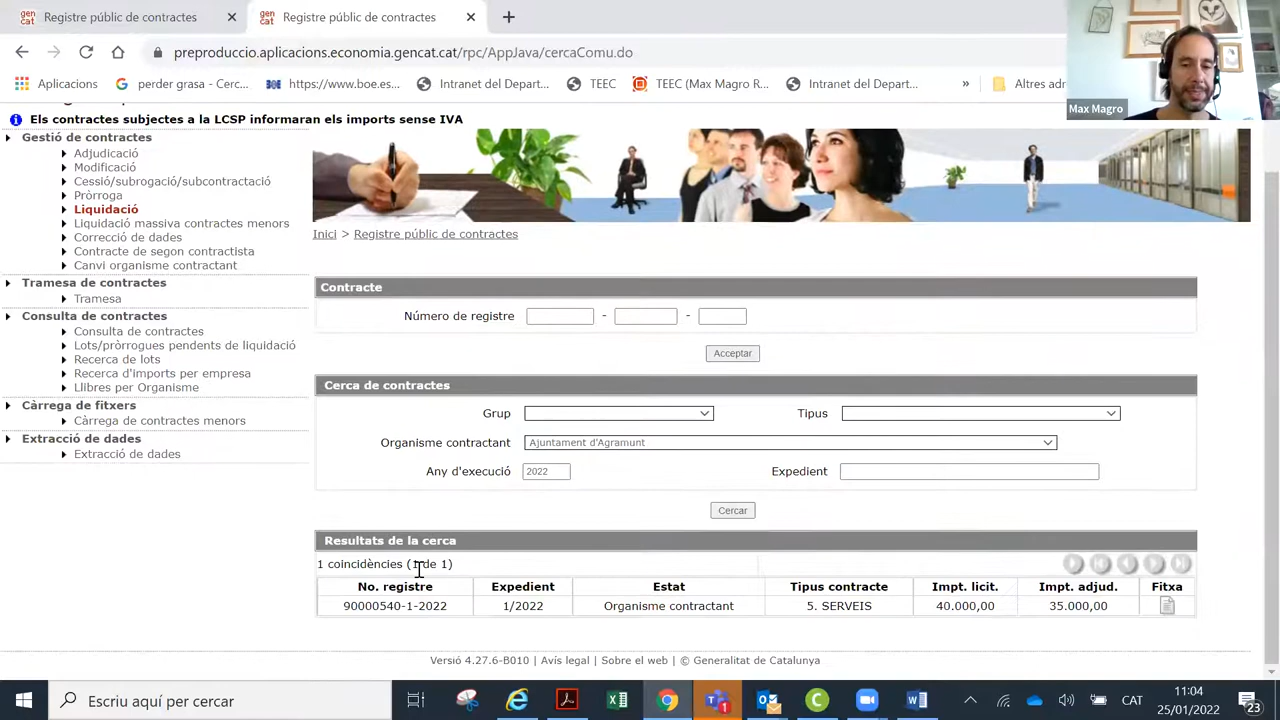 Registre públic de contractes
Registre públic de contractes
preproduccio.aplicacions.economia.gencat.cat/rpc/AppJava/cercaComu.do
Aplicacions
perder grasa - Cerc...
https://www.boe.es...
Intranet del Depart...
TEEC
TEEC (Max Magro R...
Intranet del Depart...
»
Altres adr
Max Magro
Els contractes subjectes a la LCSP informaran els imports sense IVA
Gestió de contractes
Adjudicació
Modificació
Cessió/subrogació/subcontractació
Pròrroga
Liquidació
Liquidació massiva contractes menors
Correcció de dades
Contracte de segon contractista
Canvi organisme contractant
Tramesa de contractes
Tramesa
Consulta de contractes
Consulta de contractes
Lots/pròrrogues pendents de liquidació
Recerca de lots
Recerca d'imports per empresa
Llibres per Organisme
Càrrega de fitxers
Càrrega de contractes menors
Extracció de dades
Extracció de dades
Inici > Registre públic de contractes
Contracte
Número de registre - -
Acceptar
Cerca de contractes
Grup Tipus
Organisme contractant Ajuntament d'Agramunt
Any d'execució 2022 Expedient
Cercar
Resultats de la cerca
1 coincidències (1 de 1)
No. registre Expedient Estat Tipus contracte Impt. licit. Impt. adjud. Fitxa
90000540-1-2022 1/2022 Organisme contractant 5. SERVEIS 40.000,00 35.000,00
Versió 4.27.6-B010 | Avís legal | Sobre el web | © Generalitat de Catalunya
Escriu aquí per cercar
CAT
11:04
25/01/2022
23